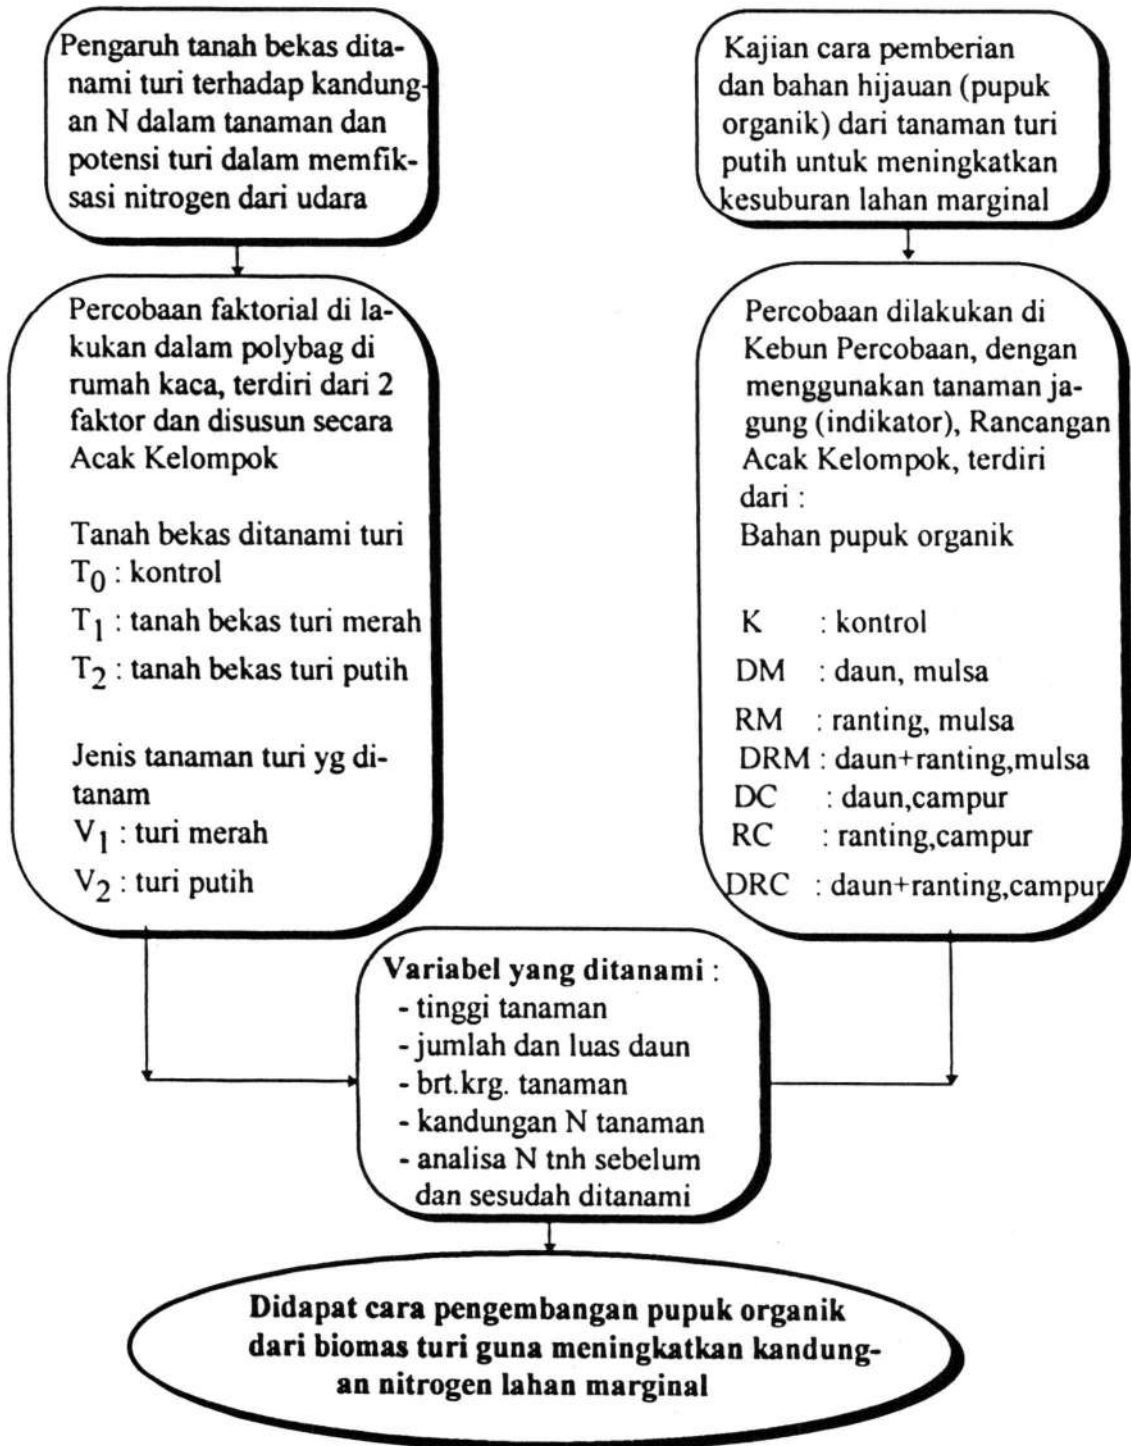 Pengaruh tanah bekas dita-
nami turi terhadap kandung-
an N dalam tanaman dan
potensi turi dalam memfik-
sasi nitrogen dari udara
Kajian cara pemberian
dan bahan hijauan (pupuk
organik) dari tanaman turi
putih untuk meningkatkan
kesuburan lahan marginal
Percobaan faktorial di la-
kukan dalam polybag di
rumah kaca, terdiri dari 2
faktor dan disusun secara
Acak Kelompok
Tanah bekas ditanami turi
T0 : kontrol
T1 : tanah bekas turi merah
T2 : tanah bekas turi putih
Jenis tanaman turi yg di-
tanam
V1 : turi merah
V2 : turi putih
Percobaan dilakukan di
Kebun Percobaan, dengan
menggunakan tanaman ja-
gung (indikator), Rancangan
Acak Kelompok, terdiri
dari :
Bahan pupuk organik
K : kontrol
DM : daun, mulsa
RM : ranting, mulsa
DRM : daun+ranting,mulsa
DC : daun,campur
RC : ranting,campur
DRC : daun+ranting,campur
Variabel yang ditanami :
- tinggi tanaman
- jumlah dan luas daun
- brt.krg. tanaman
- kandungan N tanaman
- analisa N tnh sebelum
dan sesudah ditanami
Didapat cara pengembangan pupuk organik
dari biomas turi guna meningkatkan kandung-
an nitrogen lahan marginal